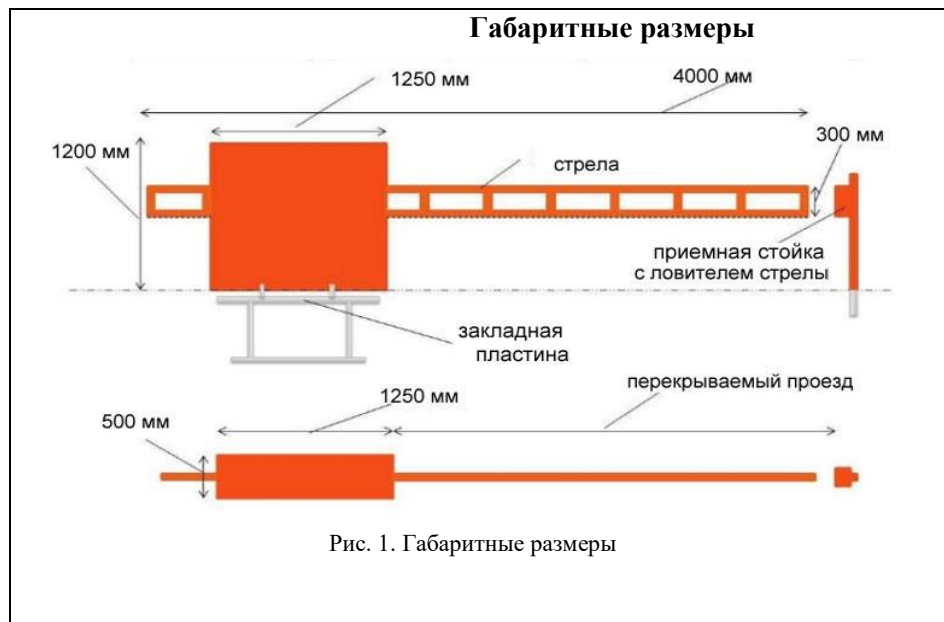 Габаритные размеры
1250 мм
4000 мм
1200 мм
300 мм
стрела
приемная стойка
с ловителем стрелы
закладная
пластина
перекрываемый проезд
1250 мм
500 мм
Рис. 1. Габаритные размеры